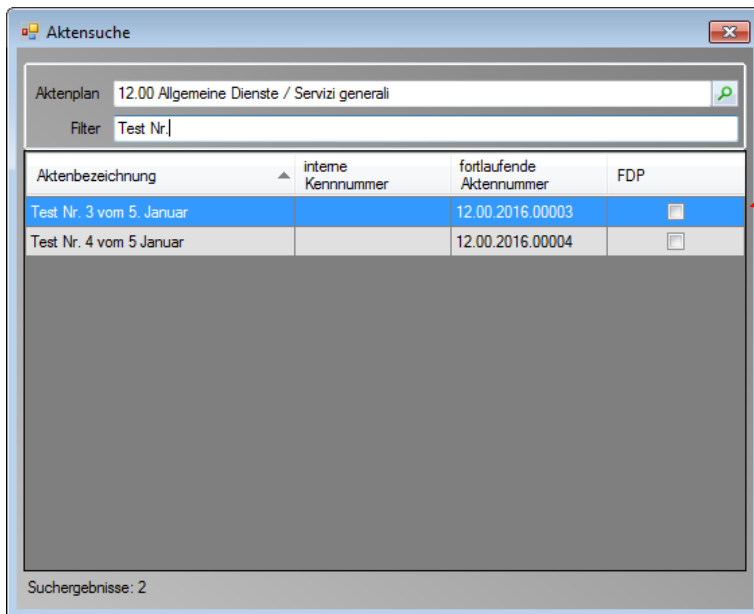 Aktensuche
Aktenplan 12.00 Allgemeine Dienste / Servizi generali
Filter Test Nr.
Aktenbezeichnung interne Kennnummer fortlaufende Aktennummer FDP
Test Nr. 3 vom 5. Januar 12.00.2016.00003
Test Nr. 4 vom 5 Januar 12.00.2016.00004
Suchergebnisse: 2